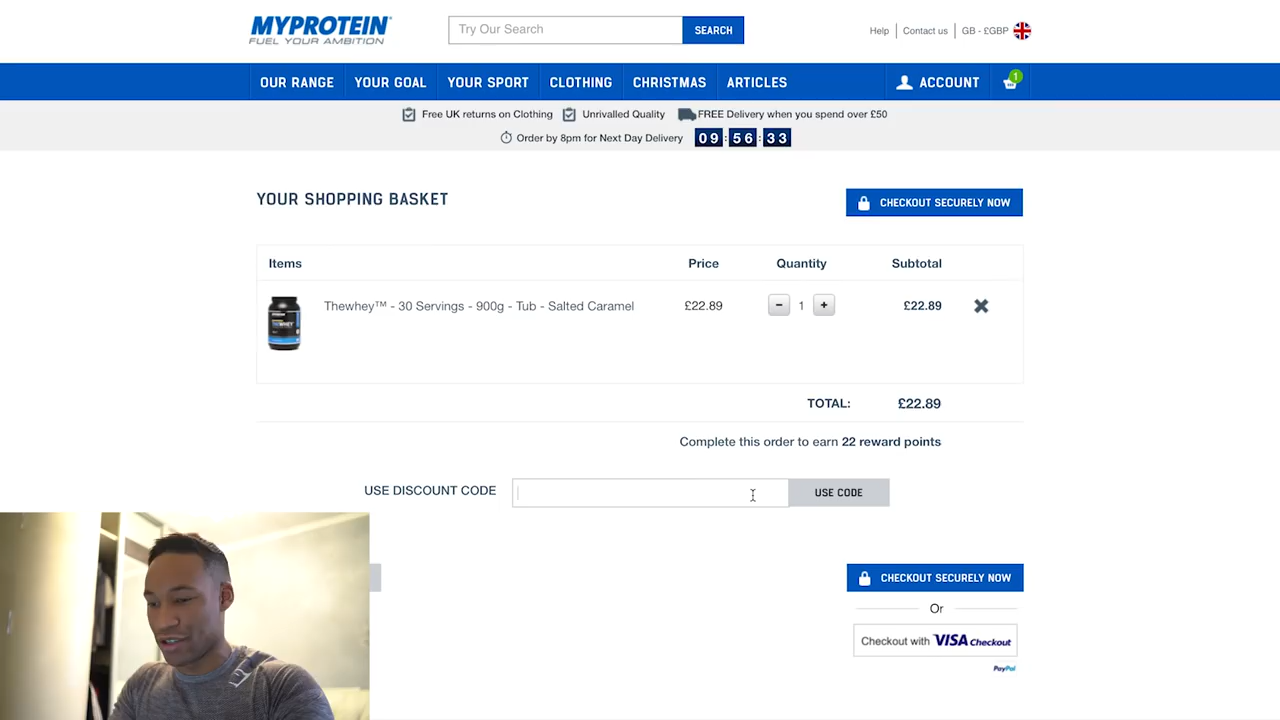 MYPROTEIN
FUEL YOUR AMBITION
Try Our Search
SEARCH
Help
Contact us
GB - £GBP
OUR RANGE
YOUR GOAL
YOUR SPORT
CLOTHING
CHRISTMAS
ARTICLES
ACCOUNT
1
Free UK returns on Clothing
Unrivalled Quality
FREE Delivery when you spend over £50
Order by 8pm for Next Day Delivery 09:56:33
YOUR SHOPPING BASKET
CHECKOUT SECURELY NOW
Items Price Quantity Subtotal
Thewhey™ - 30 Servings - 900g - Tub - Salted Caramel £22.89 − 1 + £22.89
TOTAL: £22.89
Complete this order to earn 22 reward points
USE DISCOUNT CODE
USE CODE
CHECKOUT SECURELY NOW
Or
Checkout with VISA Checkout
PayPal